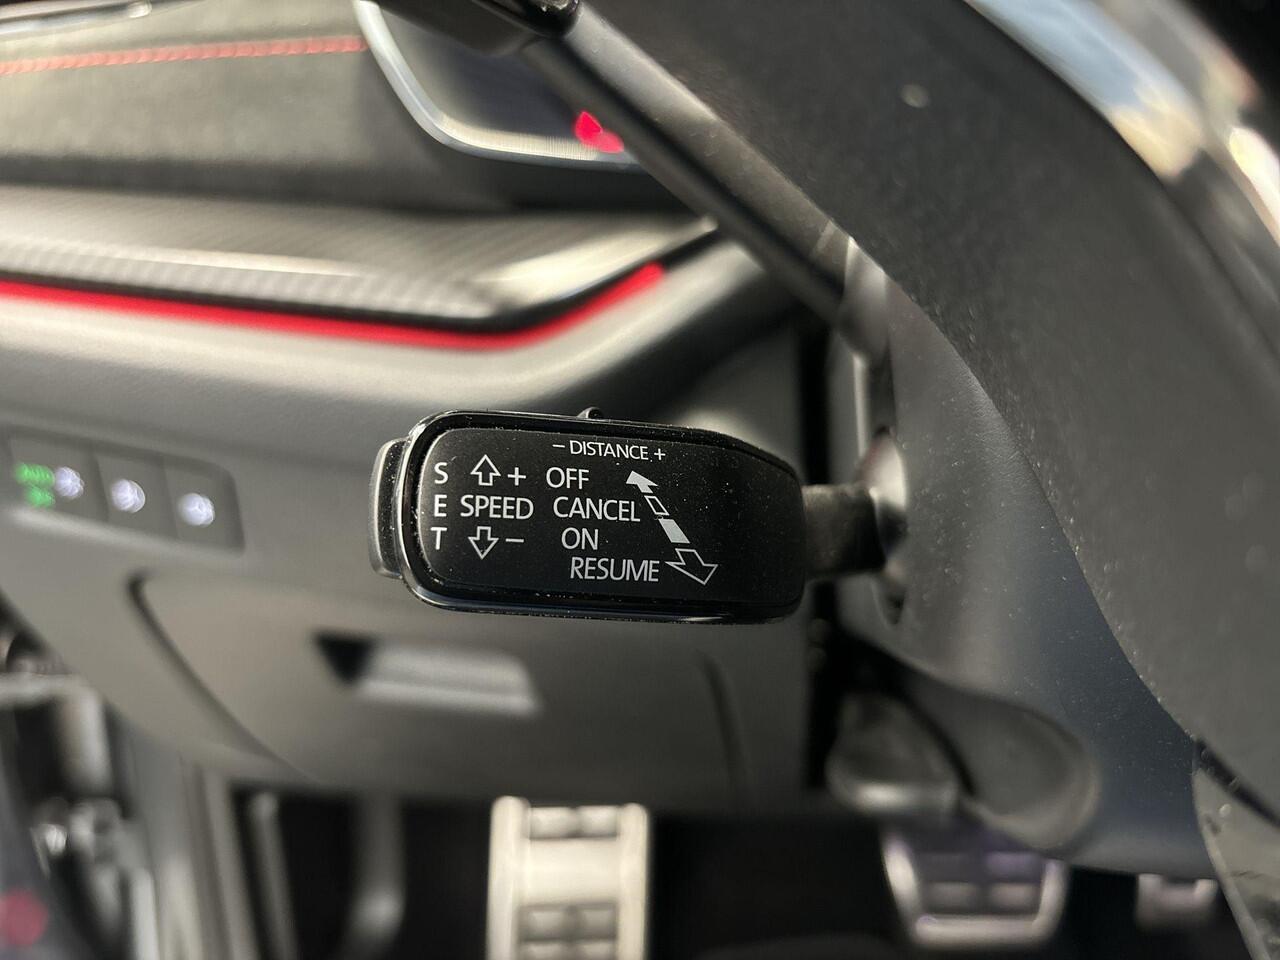 – DISTANCE +
S + OFF
E SPEED CANCEL
T – ON
RESUME